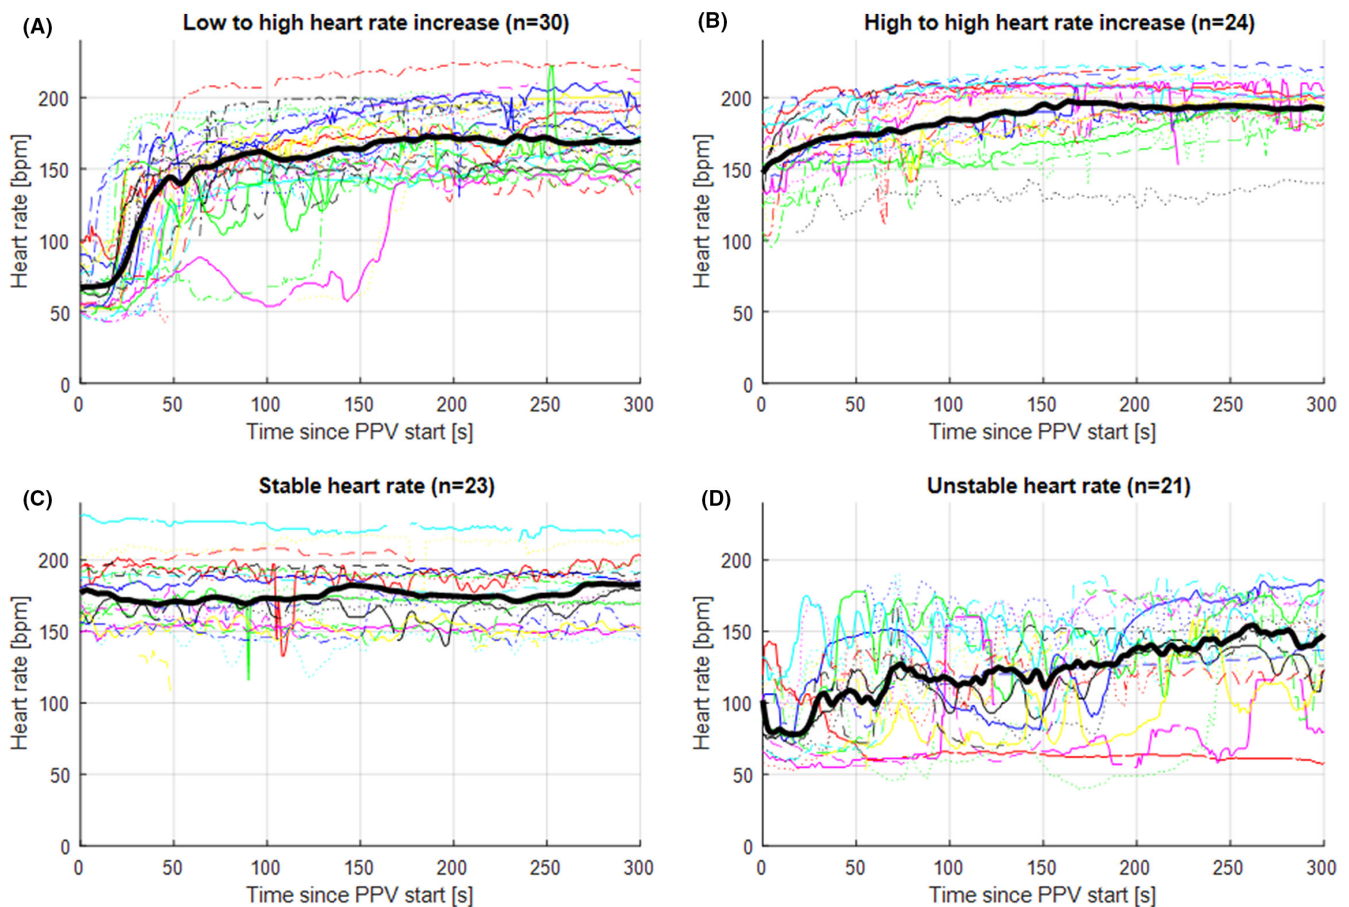 (A)
Low to high heart rate increase (n=30)
Heart rate [bpm]
200
150
100
50
0
0 50 100 150 200 250 300
Time since PPV start [s]
(B)
High to high heart rate increase (n=24)
Heart rate [bpm]
200
150
100
50
0
0 50 100 150 200 250 300
Time since PPV start [s]
(C)
Stable heart rate (n=23)
Heart rate [bpm]
200
150
100
50
0
0 50 100 150 200 250 300
Time since PPV start [s]
(D)
Unstable heart rate (n=21)
Heart rate [bpm]
200
150
100
50
0
0 50 100 150 200 250 300
Time since PPV start [s]